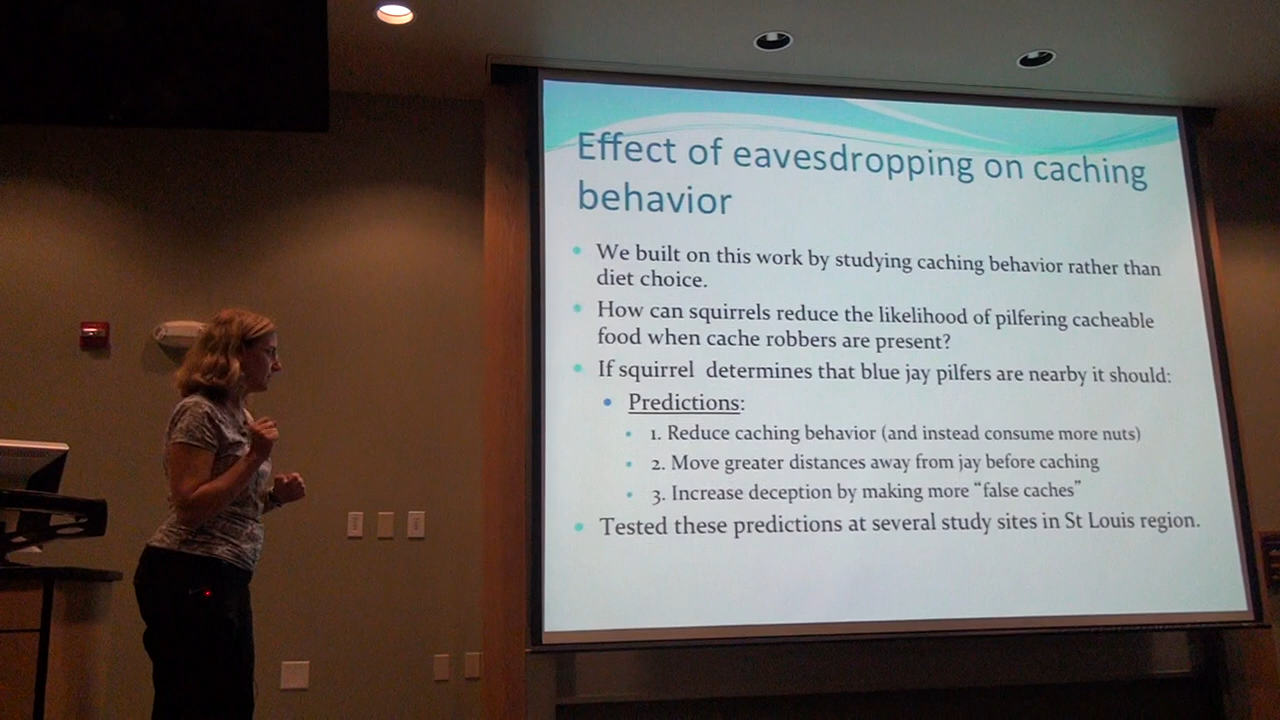 Effect of eavesdropping on caching
behavior
We built on this work by studying caching behavior rather than
diet choice.
How can squirrels reduce the likelihood of pilfering cacheable
food when cache robbers are present?
If squirrel determines that blue jay pilfers are nearby it should:
Predictions:
1. Reduce caching behavior (and instead consume more nuts)
2. Move greater distances away from jay before caching
3. Increase deception by making more “false caches”
Tested these predictions at several study sites in St Louis region.